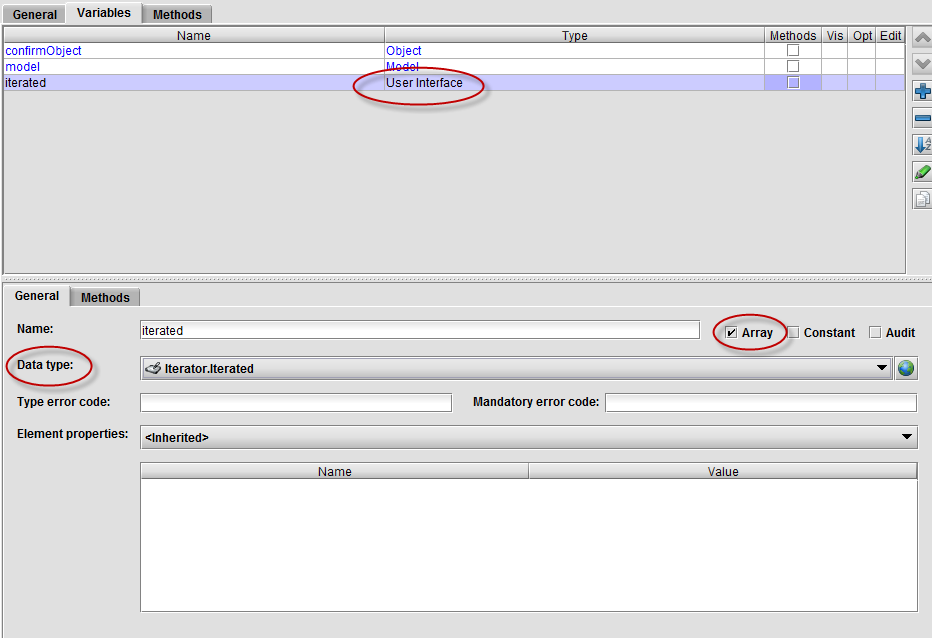 General Variables Methods
Name Type Methods Vis Opt Edit
confirmObject Object
model Model
iterated User Interface
General Methods
Name: iterated Array Constant Audit
Data type: Iterator.Iterated
Type error code: Mandatory error code:
Element properties: <Inherited>
Name Value